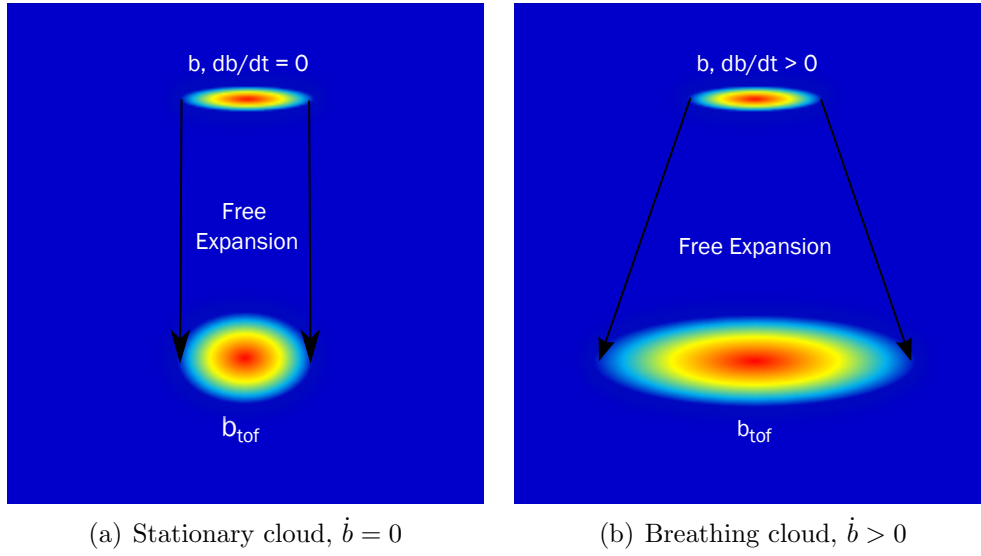 b, db/dt = 0
Free
Expansion
b_tof
(a) Stationary cloud, ḃ = 0
b, db/dt > 0
Free Expansion
b_tof
(b) Breathing cloud, ḃ > 0